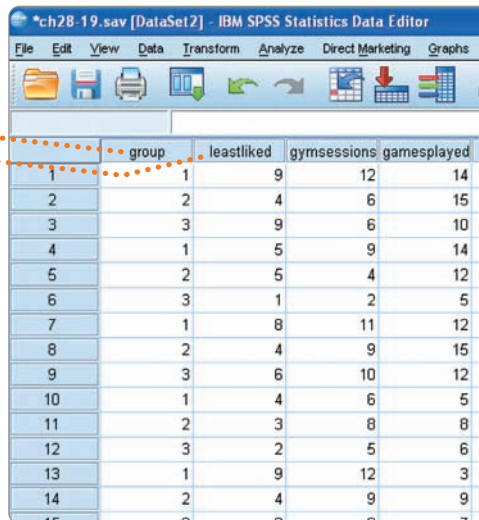 *ch28-19.sav [DataSet2] - IBM SPSS Statistics Data Editor
File Edit View Data Transform Analyze Direct Marketing Graphs
group leastliked gymsessions gamesplayed
1 1 9 12 14
2 2 4 6 15
3 3 9 6 10
4 1 5 9 14
5 2 5 4 12
6 3 1 2 5
7 1 8 11 12
8 2 4 9 15
9 3 6 10 12
10 1 4 6 5
11 2 3 8 8
12 3 2 5 6
13 1 9 12 3
14 2 4 9 9